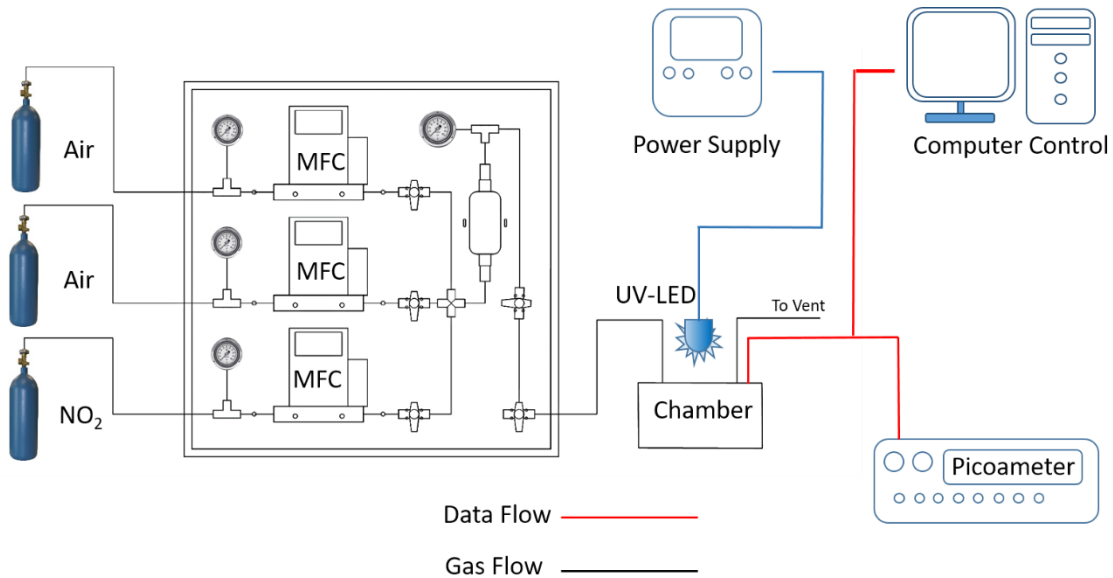 Air
MFC
Air
MFC
NO₂
MFC
Power Supply
Computer Control
UV-LED
To Vent
Chamber
Picoameter
Data Flow
Gas Flow